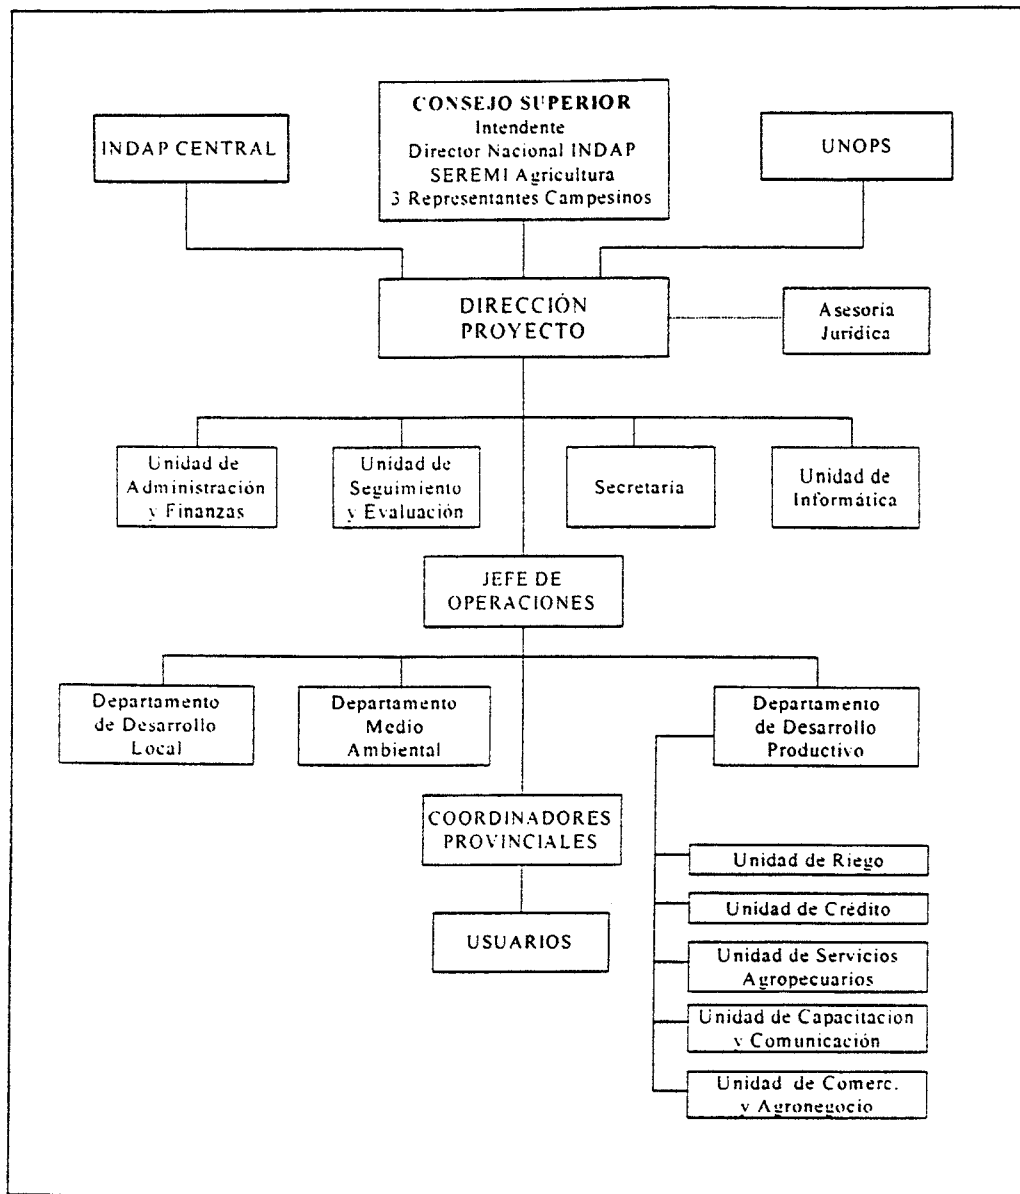 CONSEJO SUPERIOR
Intendente
Director Nacional INDAP
SEREMI Agricultura
3 Representantes Campesinos
INDAP CENTRAL
UNOPS
DIRECCIÓN
PROYECTO
Asesoria
Jurídica
Unidad de
Administración
y Finanzas
Unidad de
Seguimiento
y Evaluación
Secretaria
Unidad de
Informática
JEFE DE
OPERACIONES
Departamento
de Desarrollo
Local
Departamento
Medio
Ambiental
Departamento
de Desarrollo
Productivo
COORDINADORES
PROVINCIALES
USUARIOS
Unidad de Riego
Unidad de Crédito
Unidad de Servicios
Agropecuarios
Unidad de Capacitacion
y Comunicación
Unidad de Comerc.
y Agronegocio